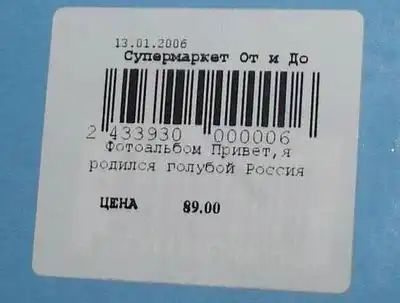 13.01.2006
Супермаркет От и До
2 433930 000006
Фотоальбом Привет,я
родился голубой Россия
ЦЕНА 89.00